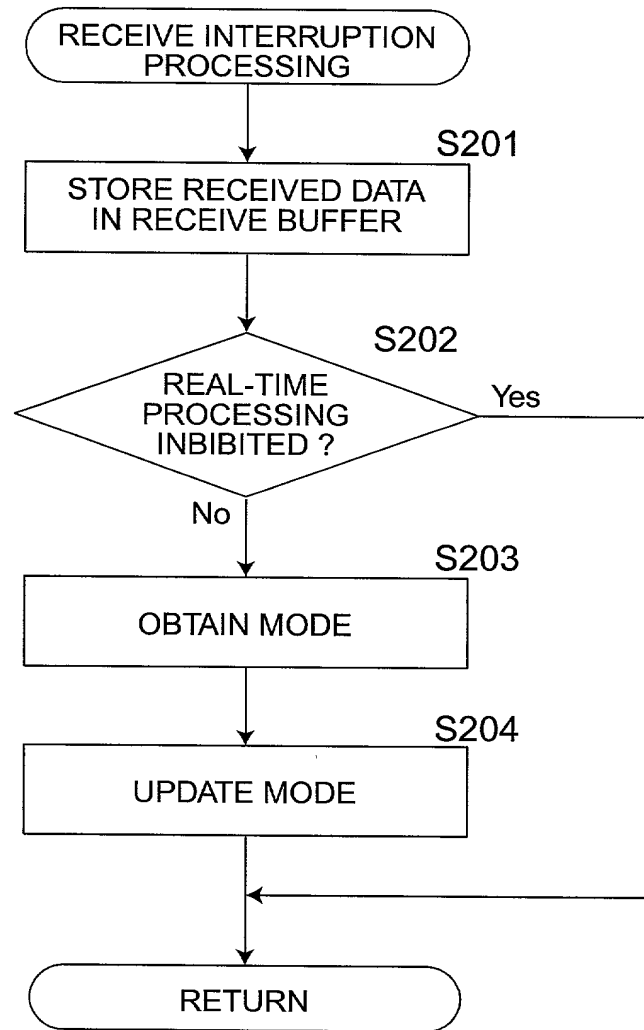 RECEIVE INTERRUPTION
PROCESSING
S201
STORE RECEIVED DATA
IN RECEIVE BUFFER
S202
REAL-TIME
PROCESSING
INBIBITED ?
Yes
No
S203
OBTAIN MODE
S204
UPDATE MODE
RETURN